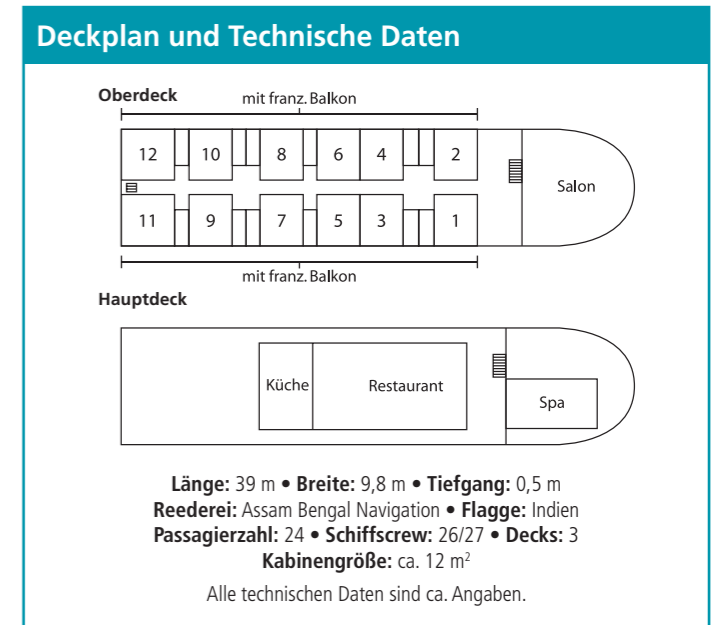 Deckplan und Technische Daten
Oberdeck
mit franz. Balkon
12 10 8 6 4 2
Salon
11 9 7 5 3 1
mit franz. Balkon
Hauptdeck
Küche Restaurant
Spa
Länge: 39 m • Breite: 9,8 m • Tiefgang: 0,5 m
Reederei: Assam Bengal Navigation • Flagge: Indien
Passagierzahl: 24 • Schiffscrew: 26/27 • Decks: 3
Kabinengröße: ca. 12 m²
Alle technischen Daten sind ca. Angaben.